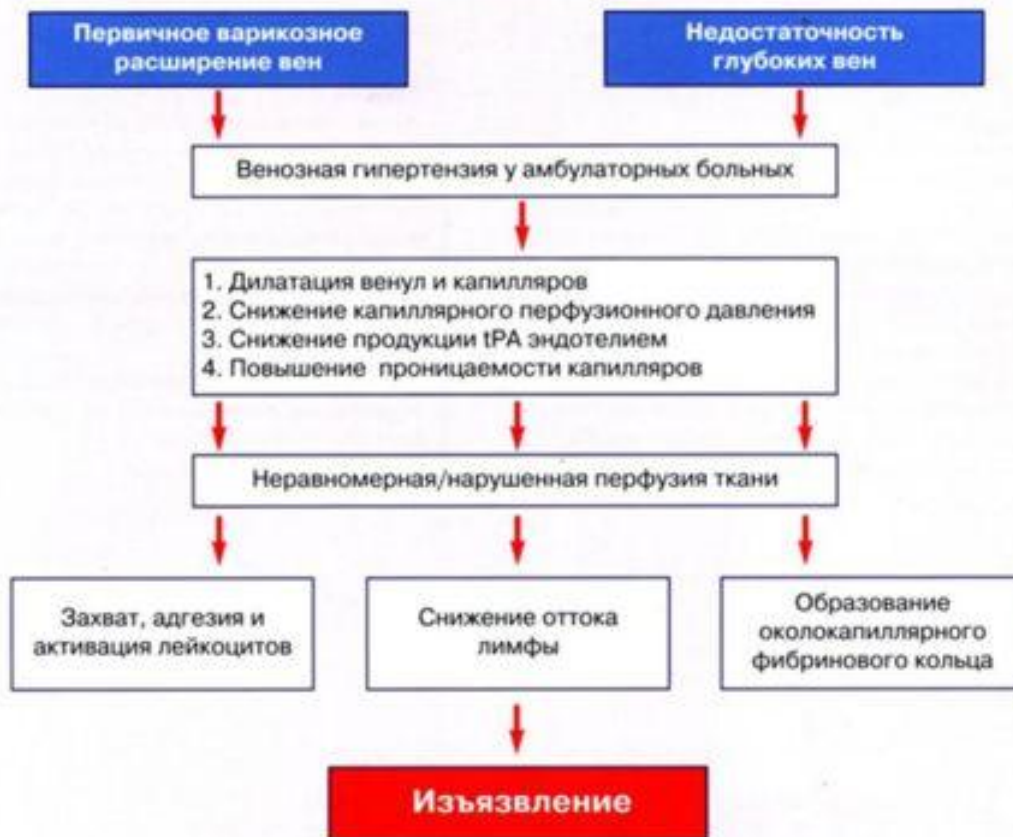 Первичное варикозное
расширение вен
Недостаточность
глубоких вен
Венозная гипертензия у амбулаторных больных
1. Дилатация венул и капилляров
2. Снижение капиллярного перфузионного давления
3. Снижение продукции tPA эндотелием
4. Повышение проницаемости капилляров
Неравномерная/нарушенная перфузия ткани
Захват, адгезия и
активация лейкоцитов
Снижение оттока
лимфы
Образование
околокапиллярного
фибринового кольца
Изъязвление